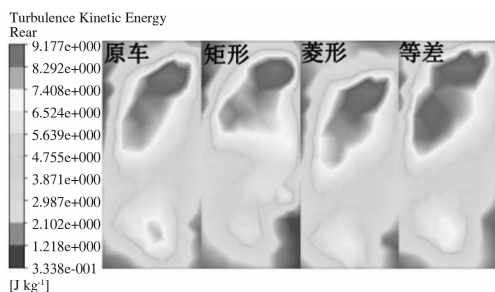 Turbulence Kinetic Energy
Rear
原车 矩形 菱形 等差
9.177e+000
8.292e+000
7.408e+000
6.524e+000
5.639e+000
4.755e+000
3.871e+000
2.987e+000
2.102e+000
1.218e+000
3.338e-001
[J kg⁻¹]